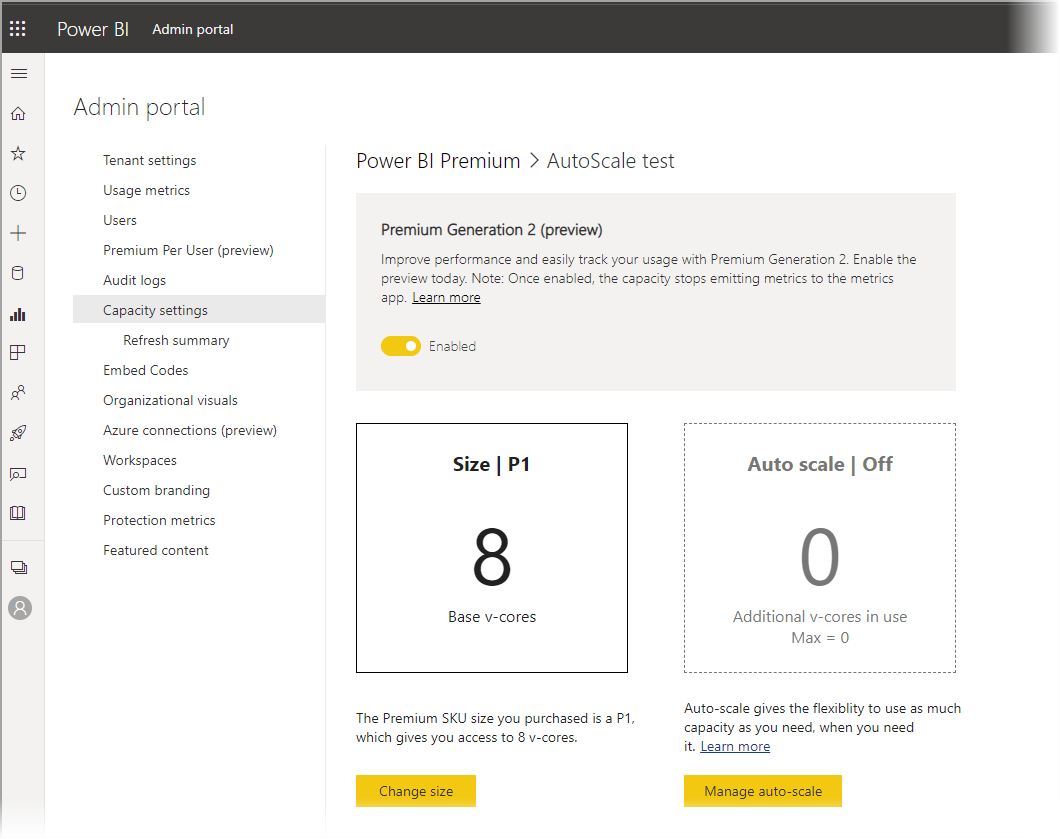 Power BI Admin portal
Admin portal
Tenant settings
Usage metrics
Users
Premium Per User (preview)
Audit logs
Capacity settings
Refresh summary
Embed Codes
Organizational visuals
Azure connections (preview)
Workspaces
Custom branding
Protection metrics
Featured content
Power BI Premium > AutoScale test
Premium Generation 2 (preview)
Improve performance and easily track your usage with Premium Generation 2. Enable the
preview today. Note: Once enabled, the capacity stops emitting metrics to the metrics
app. Learn more
Enabled
Size | P1
8
Base v-cores
The Premium SKU size you purchased is a P1,
which gives you access to 8 v-cores.
Change size
Auto scale | Off
0
Additional v-cores in use
Max = 0
Auto-scale gives the flexiblity to use as much
capacity as you need, when you need
it. Learn more
Manage auto-scale